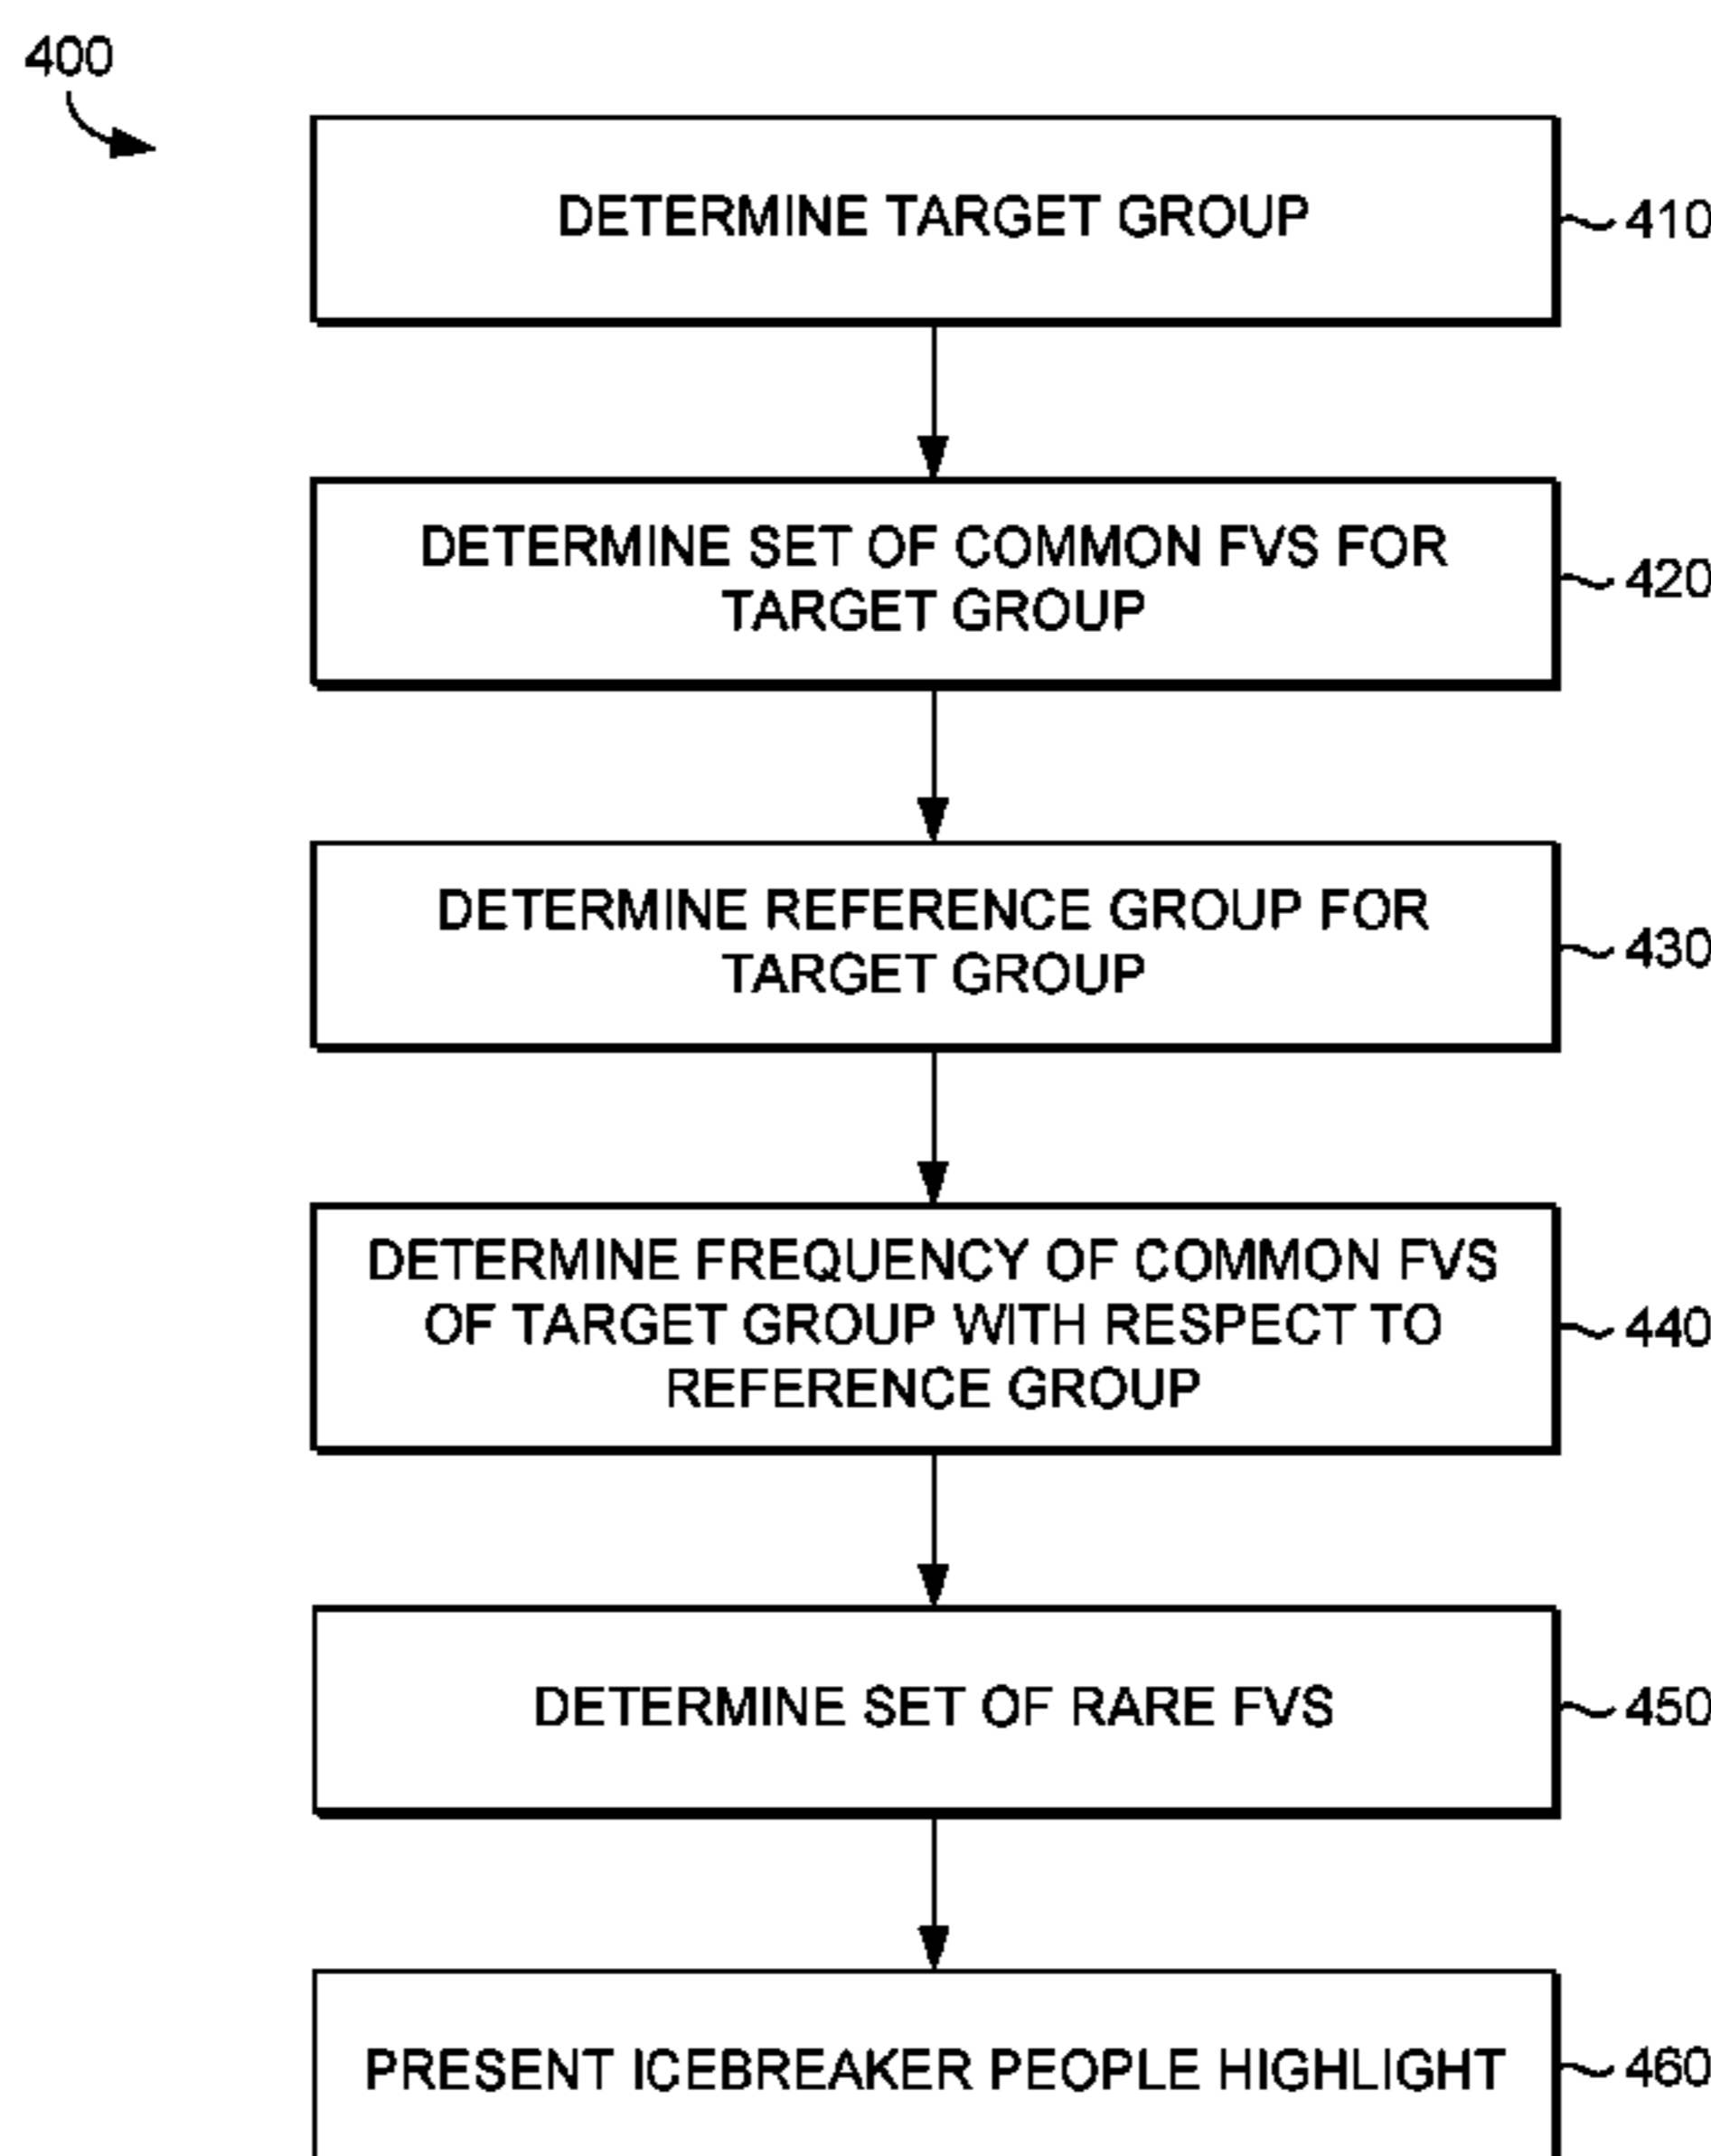 400
DETERMINE TARGET GROUP
410
DETERMINE SET OF COMMON FVS FOR
TARGET GROUP
420
DETERMINE REFERENCE GROUP FOR
TARGET GROUP
430
DETERMINE FREQUENCY OF COMMON FVS
OF TARGET GROUP WITH RESPECT TO
REFERENCE GROUP
440
DETERMINE SET OF RARE FVS
450
PRESENT ICEBREAKER PEOPLE HIGHLIGHT
460